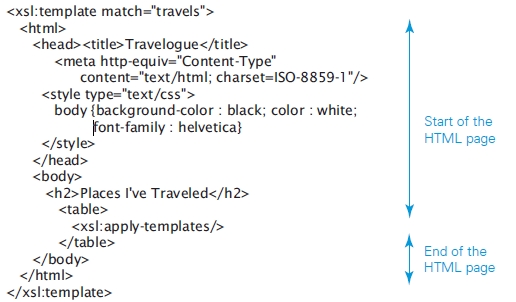 <xsl:template match="travels">
<html>
<head><title>Travelogue</title>
<meta http-equiv="Content-Type"
content="text/html; charset=ISO-8859-1"/>
<style type="text/css">
body {background-color : black; color : white;
font-family : helvetica}
</style>
</head>
<body>
<h2>Places I've Traveled</h2>
<table>
<xsl:apply-templates/>
</table>
</body>
</html>
</xsl:template>
Start of the
HTML page
End of the
HTML page